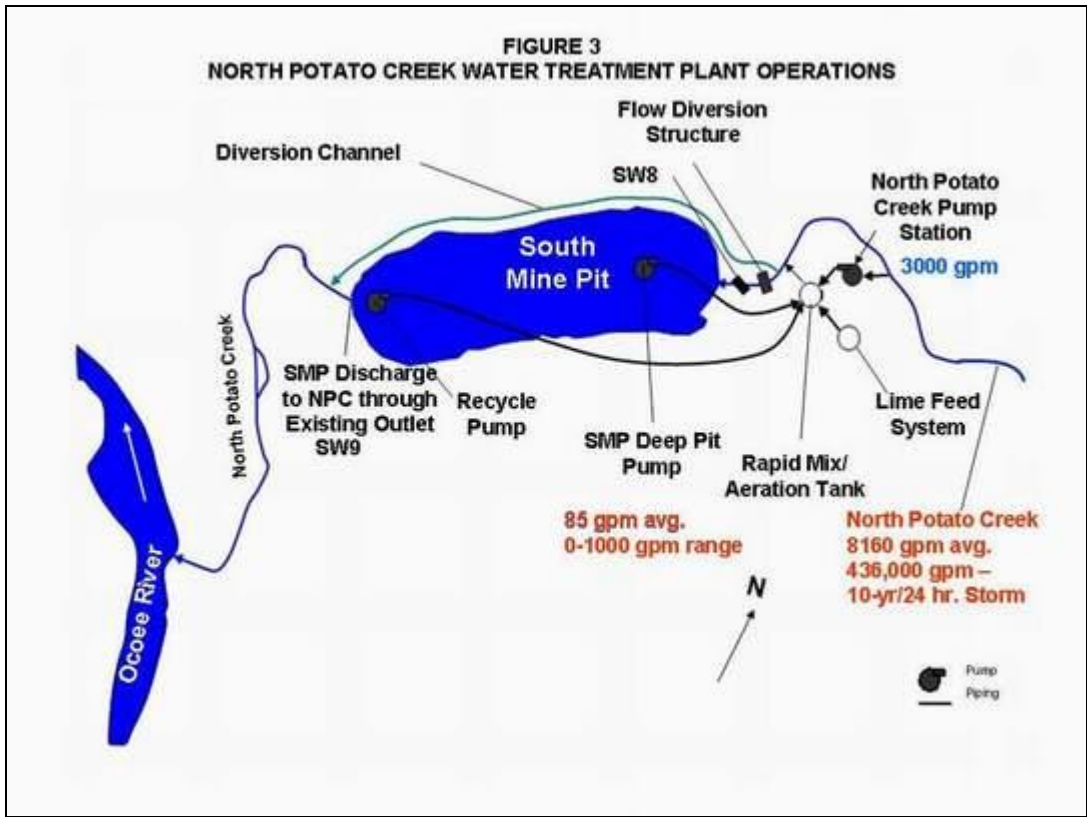 FIGURE 3
NORTH POTATO CREEK WATER TREATMENT PLANT OPERATIONS
Flow Diversion
Structure
Diversion Channel
SW8
North Potato
Creek Pump
Station
3000 gpm
South
Mine Pit
North Potato Creek
SMP Discharge
to NPC through
Existing Outlet
SW9
Recycle
Pump
SMP Deep Pit
Pump
Rapid Mix/
Aeration Tank
Lime Feed
System
85 gpm avg.
0-1000 gpm range
North Potato Creek
8160 gpm avg.
436,000 gpm –
10-yr/24 hr. Storm
Ocoee River
N
Pump
Piping